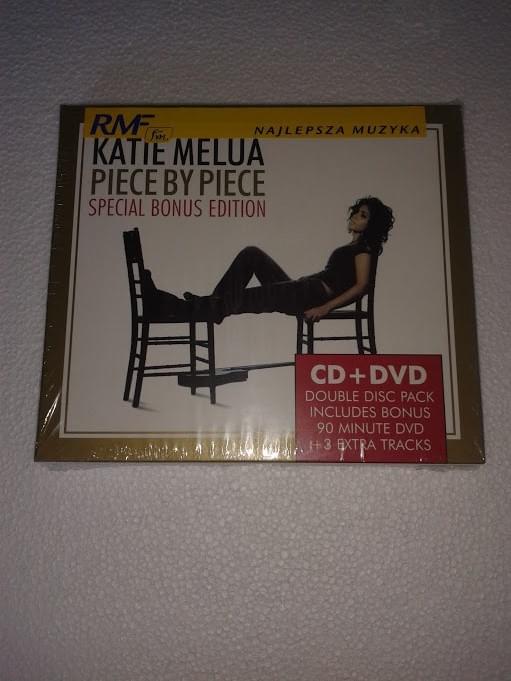 RMF fm
NAJLEPSZA MUZYKA
KATIE MELUA
PIECE BY PIECE
SPECIAL BONUS EDITION
CD + DVD
DOUBLE DISC PACK
INCLUDES BONUS
90 MINUTE DVD
+3 EXTRA TRACKS